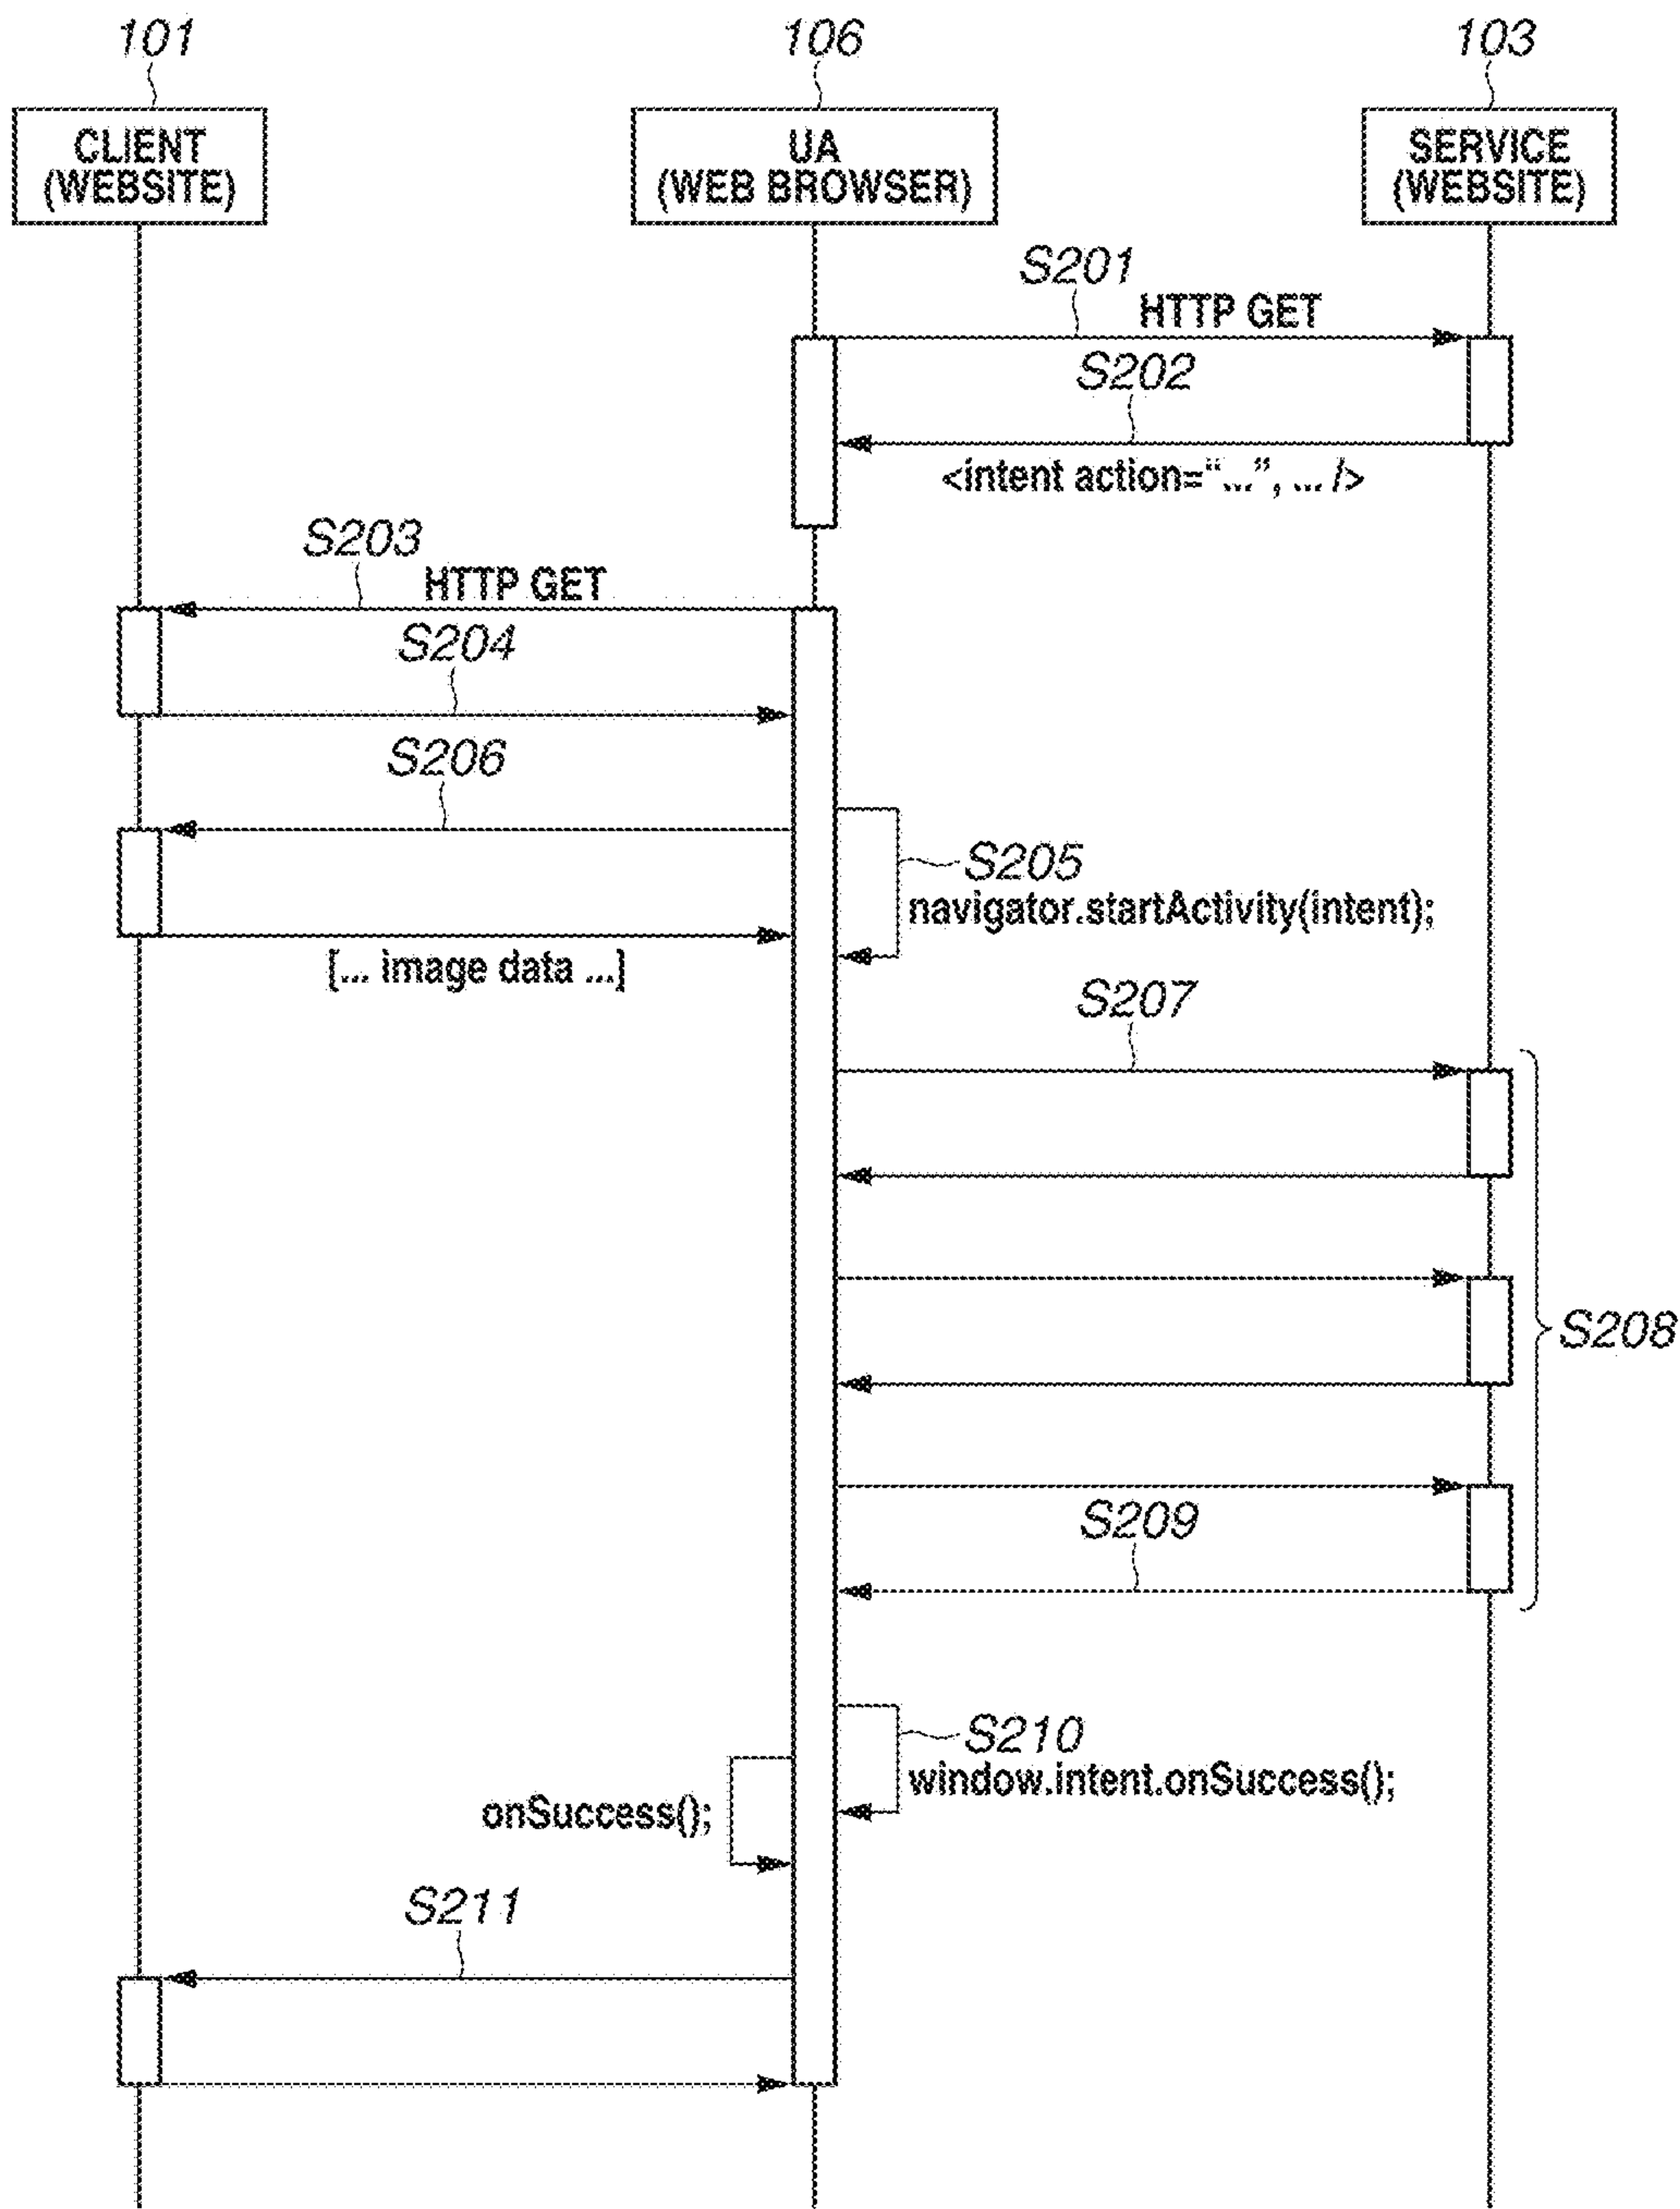 101
106
103
CLIENT
(WEBSITE)
UA
(WEB BROWSER)
SERVICE
(WEBSITE)
S201
HTTP GET
S202
<intent action=“...”, ... />
S203
HTTP GET
S204
S206
S205
navigator.startActivity(intent);
[... image data ...]
S207
S208
S209
S210
window.intent.onSuccess();
onSuccess();
S211